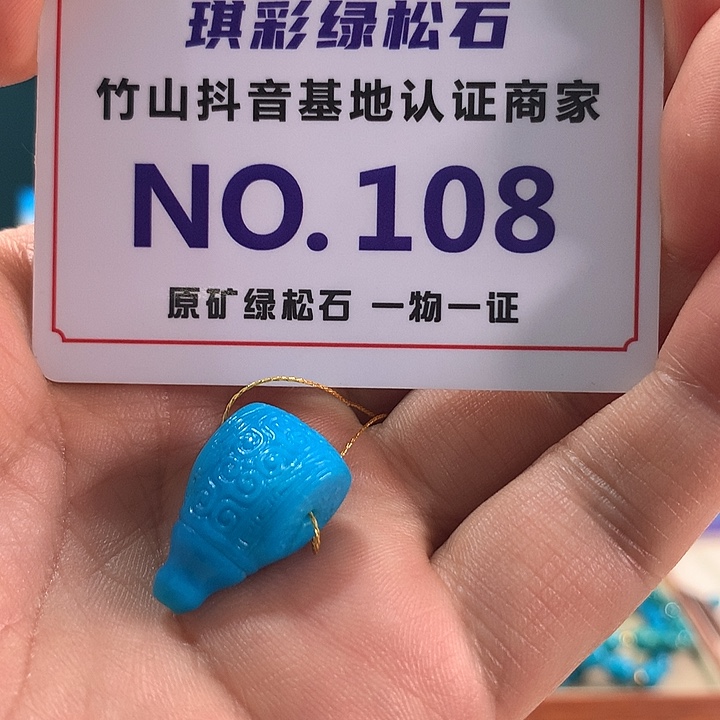 琪彩绿松石
竹山抖音基地认证商家
NO.108
原矿绿松石 一物一证